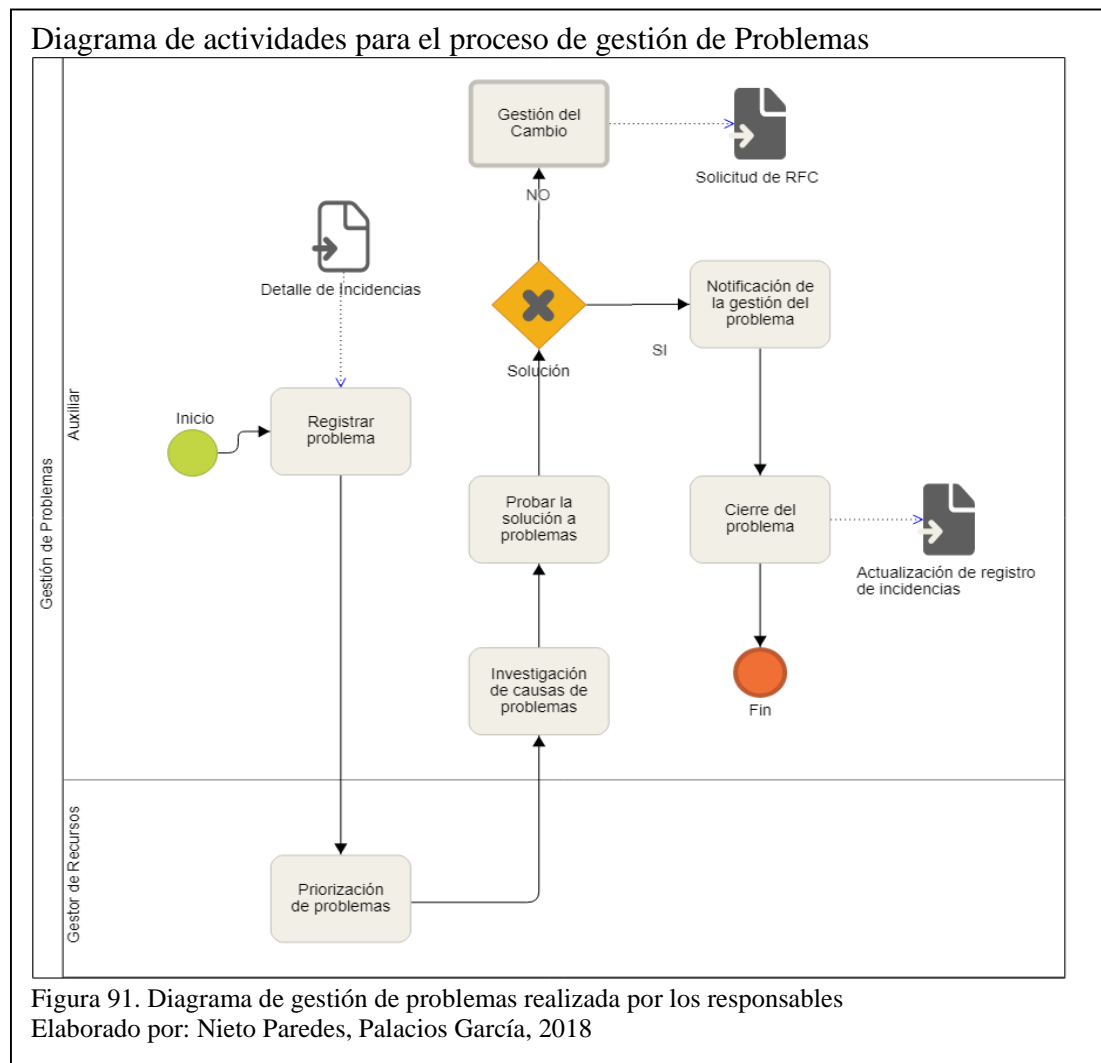 Diagrama de actividades para el proceso de gestión de Problemas
Gestión de Problemas
Auxiliar
Gestión del
Cambio
Solicitud de RFC
NO
Detalle de Incidencias
Solución
SI
Notificación de
la gestión del
problema
Inicio
Registrar
problema
Probar la
solución a
problemas
Cierre del
problema
Actualización de registro
de incidencias
Investigación
de causas de
problemas
Fin
Gestor de Recursos
Priorización
de problemas
Figura 91. Diagrama de gestión de problemas realizada por los responsables
Elaborado por: Nieto Paredes, Palacios García, 2018